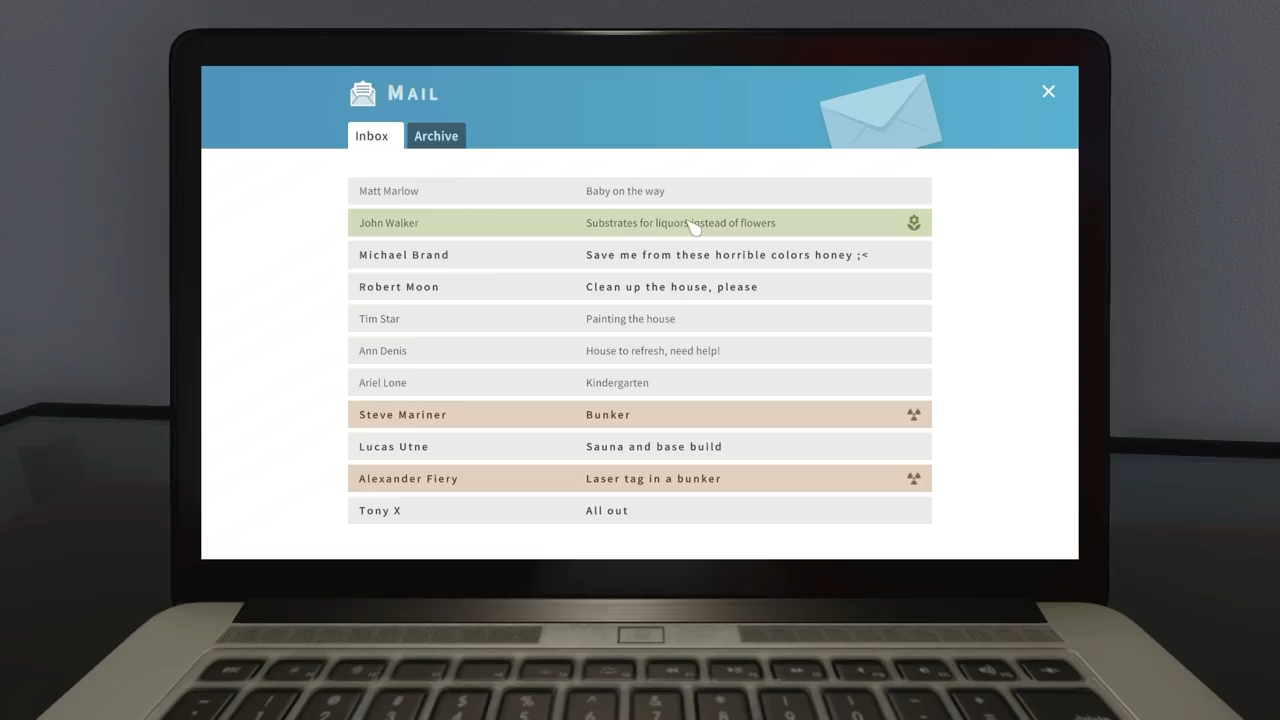 MAIL
Inbox Archive
Matt Marlow Baby on the way
John Walker Substrates for liquors instead of flowers
Michael Brand Save me from these horrible colors honey ;<
Robert Moon Clean up the house, please
Tim Star Painting the house
Ann Denis House to refresh, need help!
Ariel Lone Kindergarten
Steve Mariner Bunker
Lucas Utne Sauna and base build
Alexander Fiery Laser tag in a bunker
Tony X All out